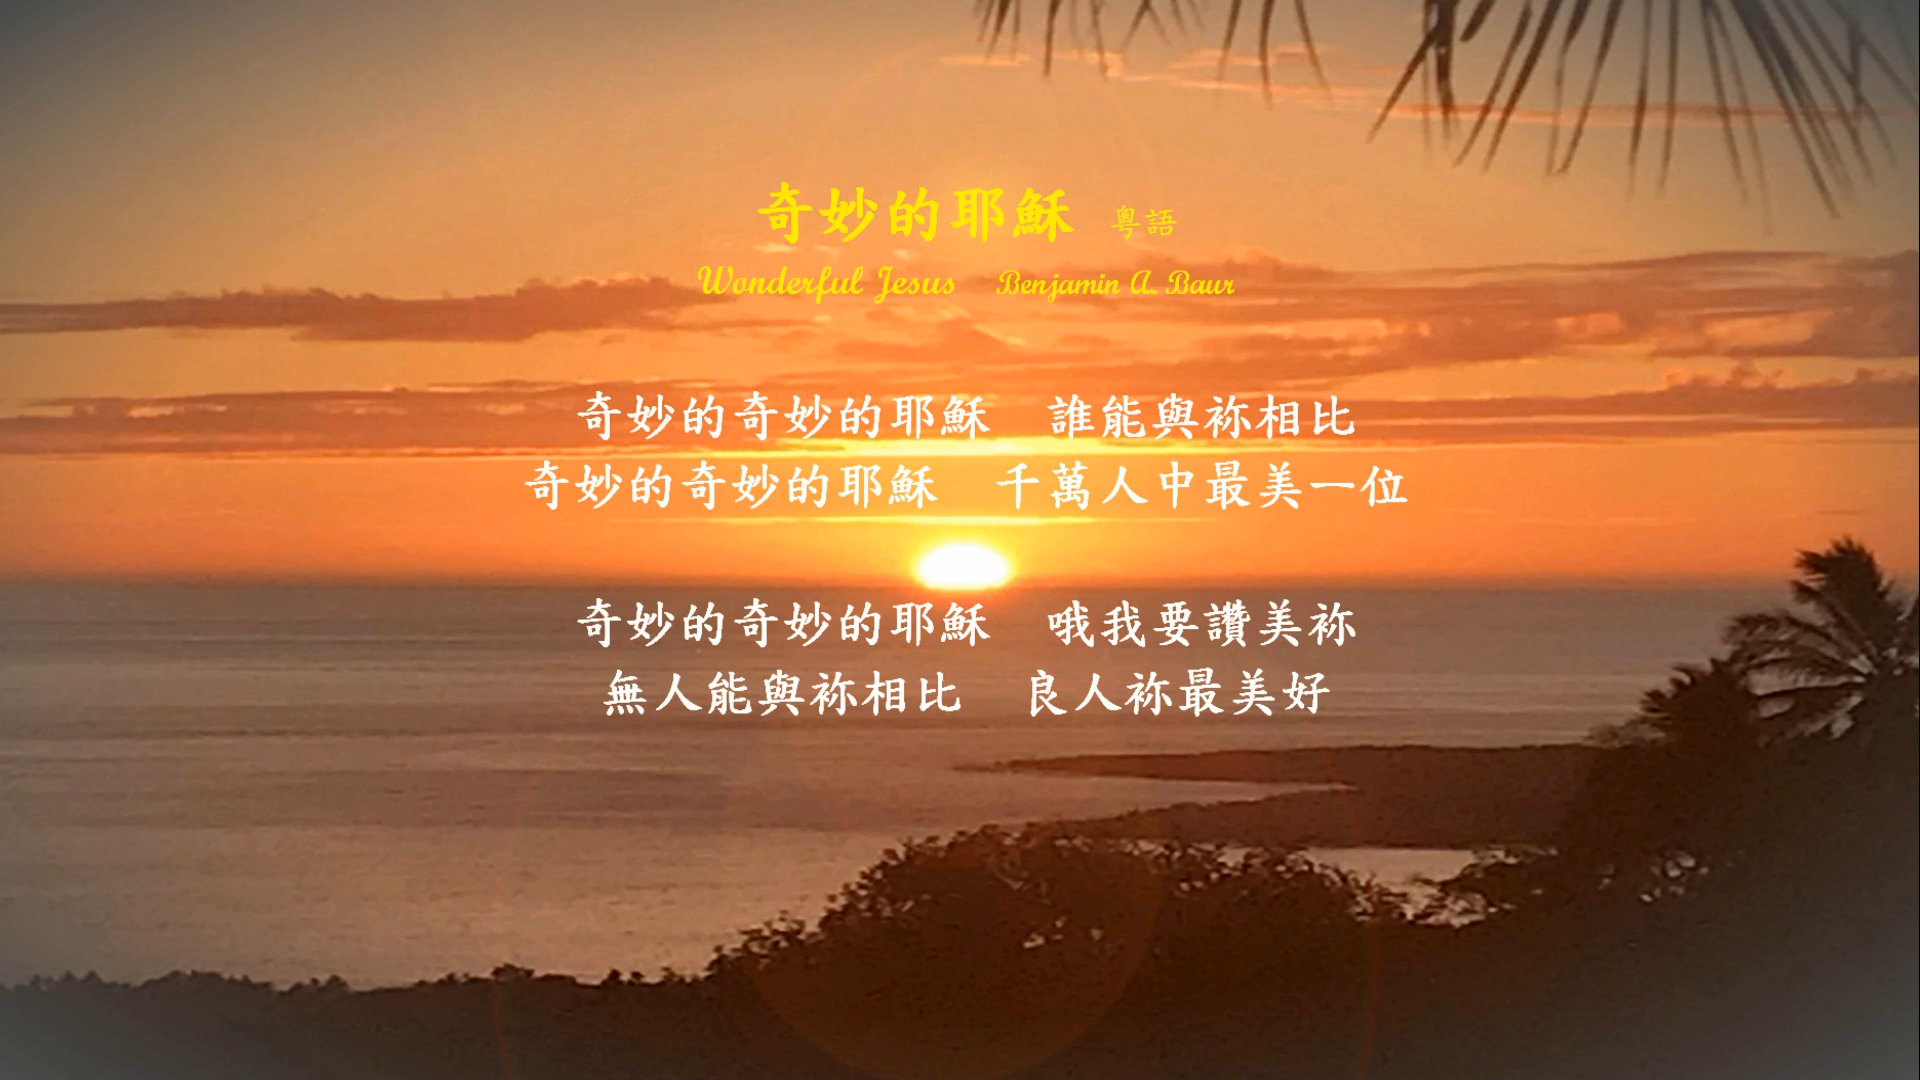 奇妙的耶穌 粵語
Wonderful Jesus Benjamin A. Baur
奇妙的奇妙的耶穌 誰能與祢相比
奇妙的奇妙的耶穌 千萬人中最美一位
奇妙的奇妙的耶穌 哦我要讚美祢
無人能與祢相比 良人祢最美好